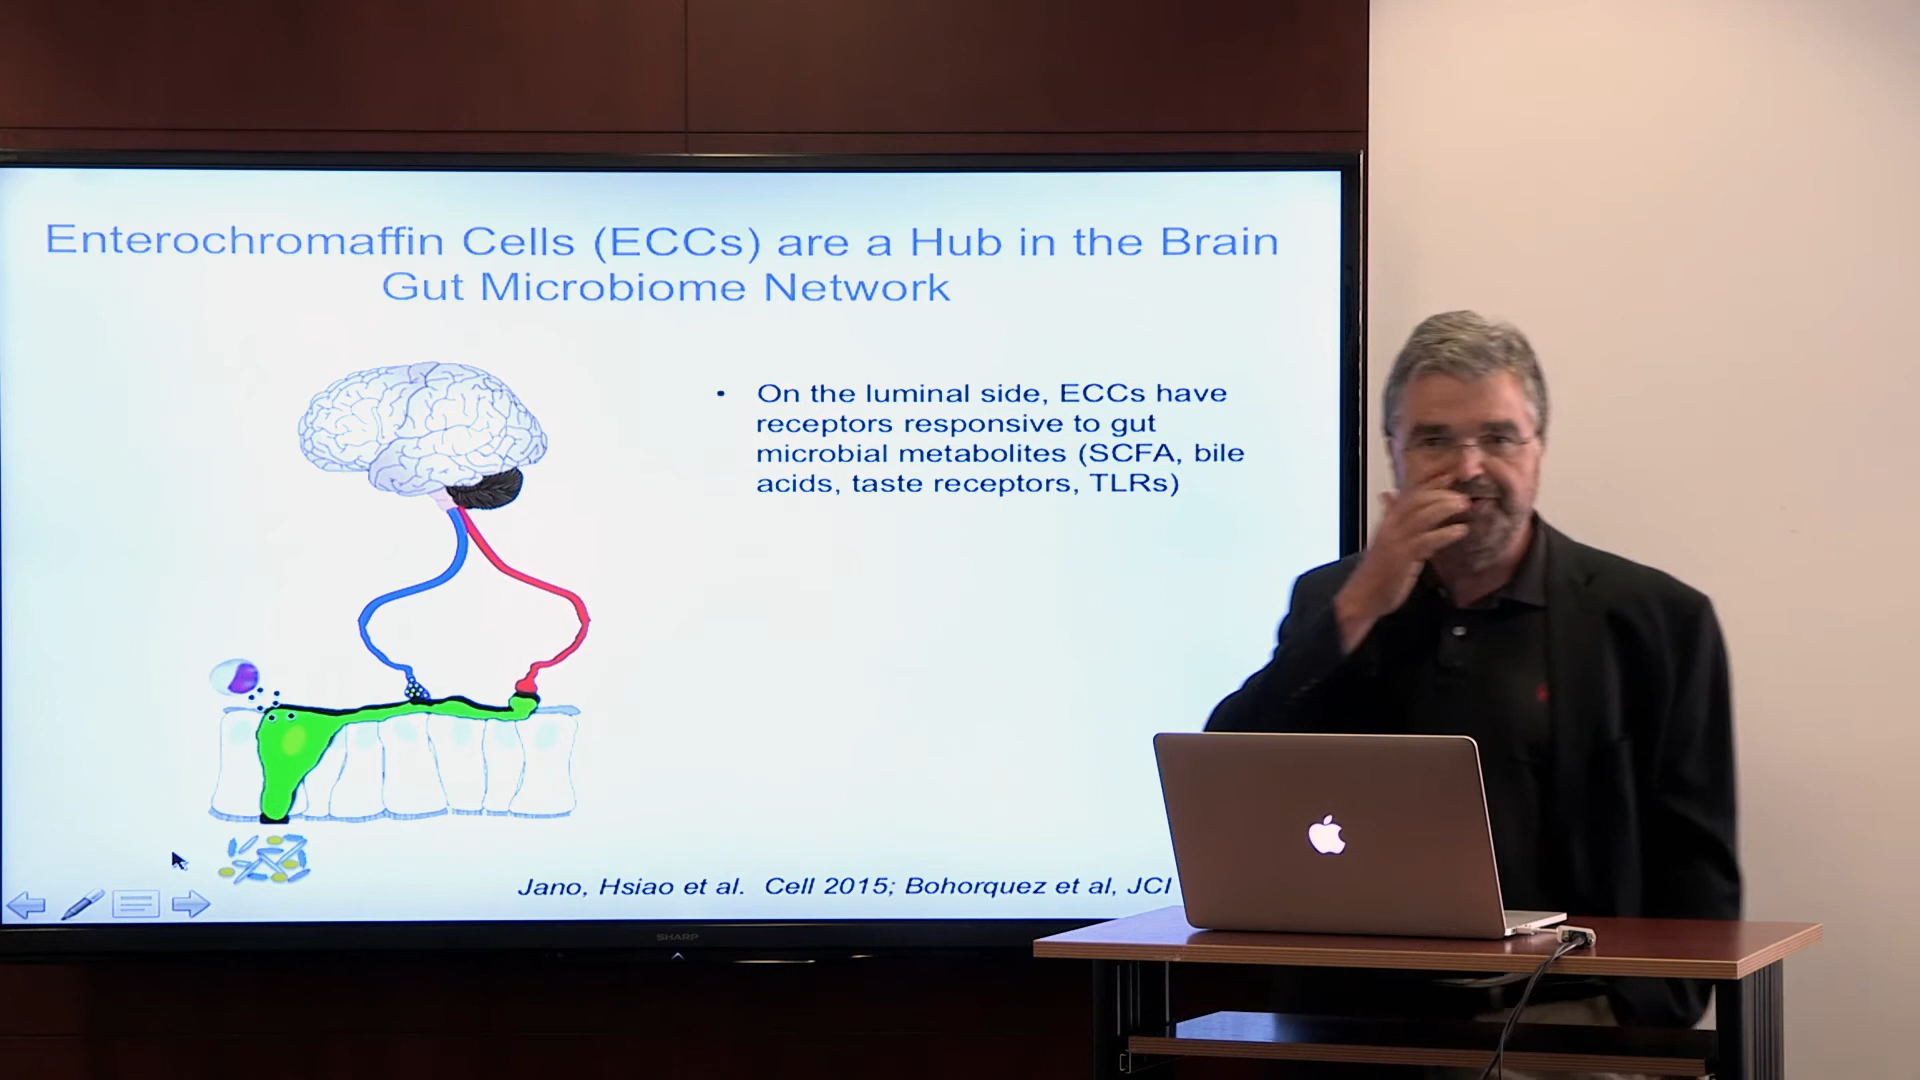 Enterochromaffin Cells (ECCs) are a Hub in the Brain
Gut Microbiome Network
• On the luminal side, ECCs have
receptors responsive to gut
microbial metabolites (SCFA, bile
acids, taste receptors, TLRs)
Jano, Hsiao et al. Cell 2015; Bohorquez et al, JCI
SHARP